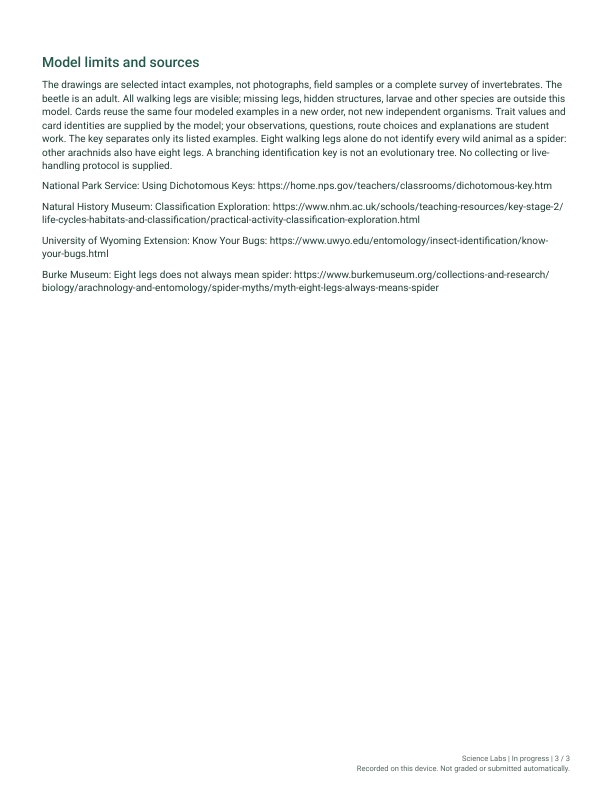 Model limits and sources
The drawings are selected intact examples, not photographs, field samples or a complete survey of invertebrates. The
beetle is an adult. All walking legs are visible; missing legs, hidden structures, larvae and other species are outside this
model. Cards reuse the same four modeled examples in a new order, not new independent organisms. Trait values and
card identities are supplied by the model; your observations, questions, route choices and explanations are student
work. The key separates only its listed examples. Eight walking legs alone do not identify every wild animal as a spider:
other arachnids also have eight legs. A branching identification key is not an evolutionary tree. No collecting or live-
handling protocol is supplied.
National Park Service: Using Dichotomous Keys: https://home.nps.gov/teachers/classrooms/dichotomous-key.htm
Natural History Museum: Classification Exploration: https://www.nhm.ac.uk/schools/teaching-resources/key-stage-2/
life-cycles-habitats-and-classification/practical-activity-classification-exploration.html
University of Wyoming Extension: Know Your Bugs: https://www.uwyo.edu/entomology/insect-identification/know-
your-bugs.html
Burke Museum: Eight legs does not always mean spider: https://www.burkemuseum.org/collections-and-research/
biology/arachnology-and-entomology/spider-myths/myth-eight-legs-always-means-spider
Science Labs | In progress | 3 / 3
Recorded on this device. Not graded or submitted automatically.